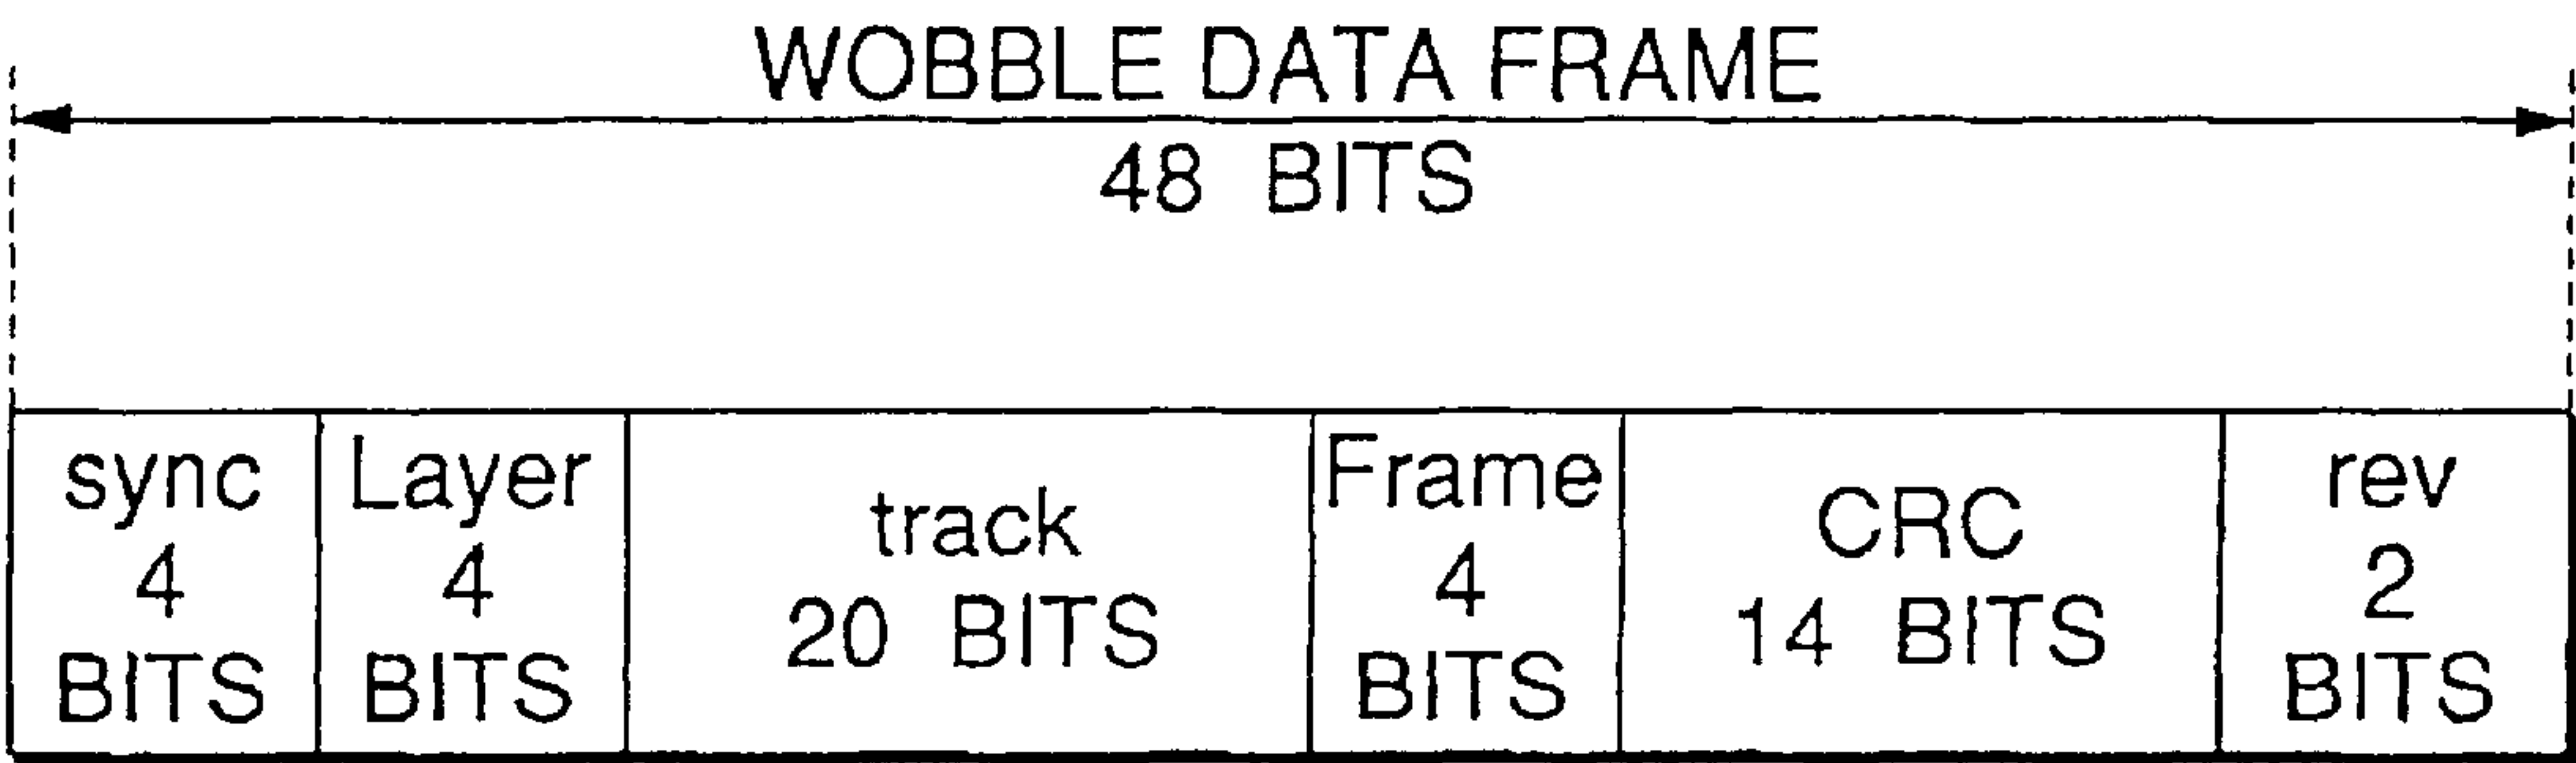 WOBBLE DATA FRAME
48 BITS
sync
4
BITS
Layer
4
BITS
track
20 BITS
Frame
4
BITS
CRC
14 BITS
rev
2
BITS